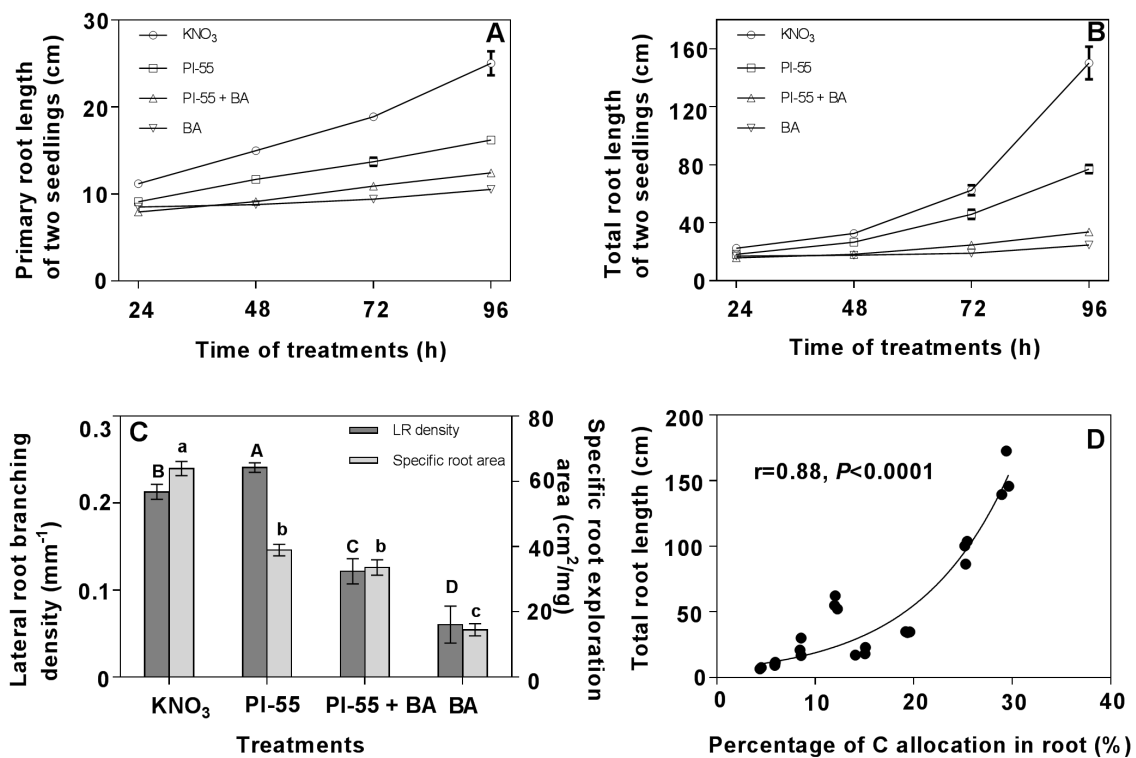 A
Primary root length
of two seedlings (cm)
30
20
10
0
KNO₃
PI-55
PI-55 + BA
BA
24 48 72 96
Time of treatments (h)
B
Total root length
of two seedlings (cm)
160
120
80
40
0
KNO₃
PI-55
PI-55 + BA
BA
24 48 72 96
Time of treatments (h)
C
Lateral root branching
density (mm⁻¹)
0.3
0.2
0.1
0
LR density
Specific root area
B a A b C b D c
80
60
40
20
0
Specific root exploration
area (cm²/mg)
KNO₃ PI-55 PI-55 + BA BA
Treatments
D
Total root length (cm)
200
150
100
50
0
r=0.88, P<0.0001
0 10 20 30 40
Percentage of C allocation in root (%)